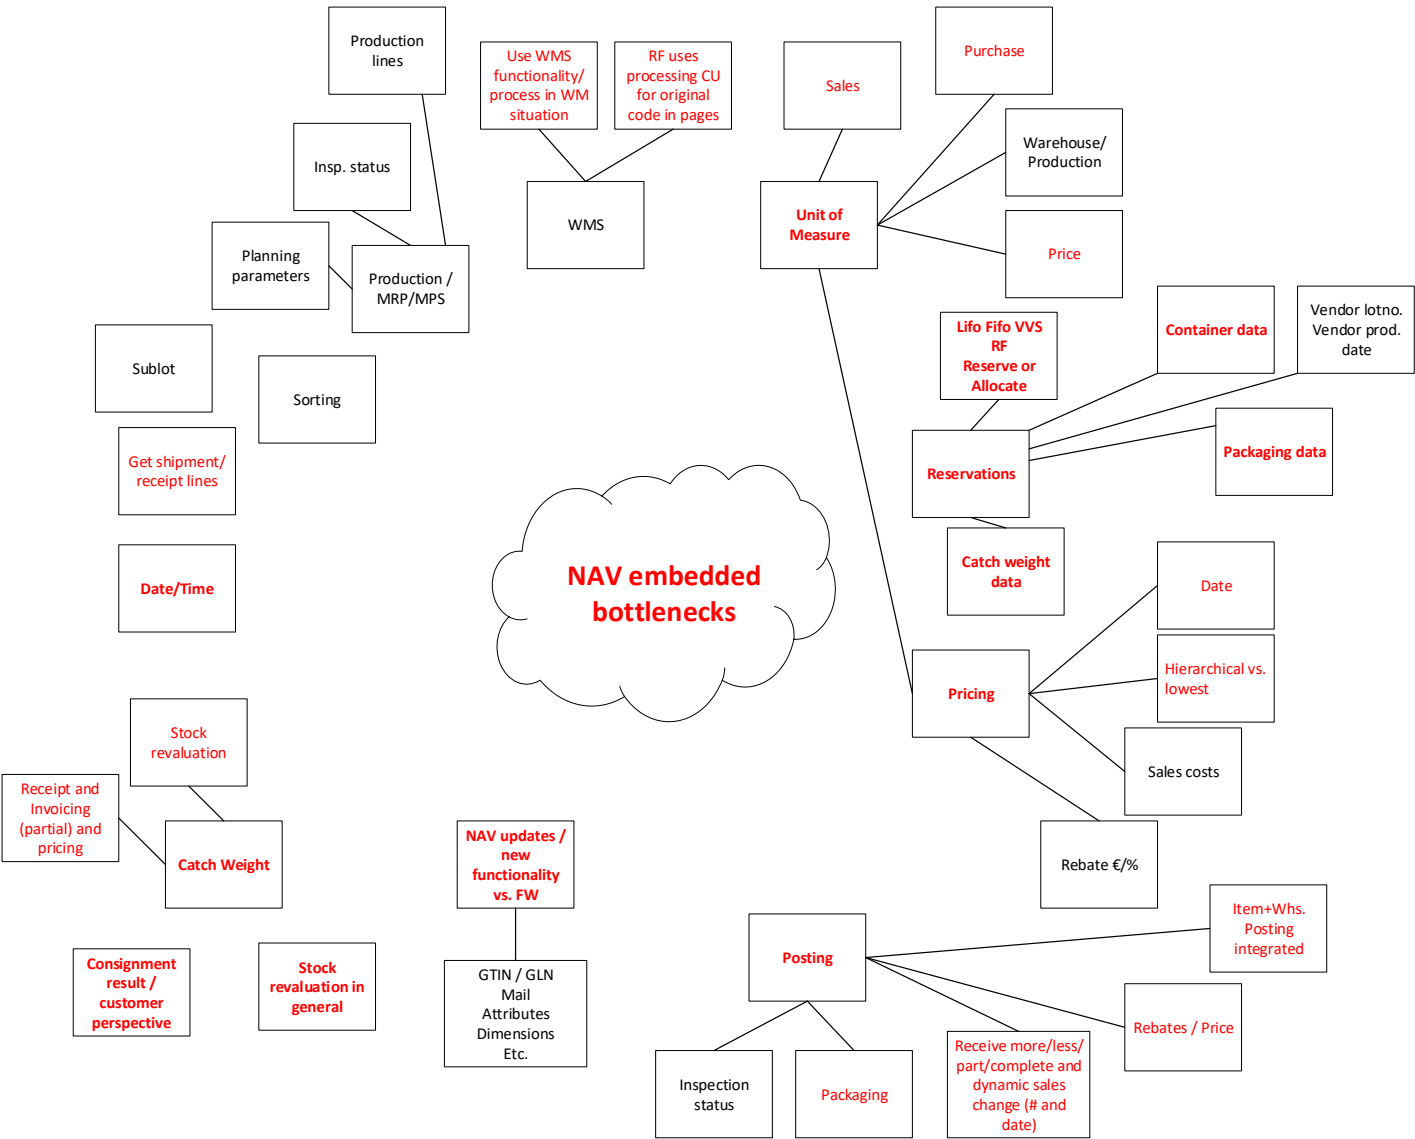 Production
lines
Use WMS
functionality/
process in WM
situation
RF uses
processing CU
for original
code in pages
Sales
Purchase
Insp. status
Warehouse/
Production
WMS
Unit of
Measure
Price
Planning
parameters
Production /
MRP/MPS
Sublot
Sorting
Lifo Fifo VVS
RF
Reserve or
Allocate
Container data
Vendor lotno.
Vendor prod.
date
Get shipment/
receipt lines
Reservations
Packaging data
Date/Time
NAV embedded
bottlenecks
Catch weight
data
Date
Pricing
Hierarchical vs.
lowest
Stock
revaluation
Sales costs
Receipt and
Invoicing
(partial) and
pricing
Catch Weight
NAV updates /
new
functionality
vs. FW
Rebate €/%
Consignment
result /
customer
perspective
Stock
revaluation in
general
GTIN / GLN
Mail
Attributes
Dimensions
Etc.
Posting
Item+Whs.
Posting
integrated
Rebates / Price
Inspection
status
Packaging
Receive more/less/
part/complete and
dynamic sales
change (# and
date)